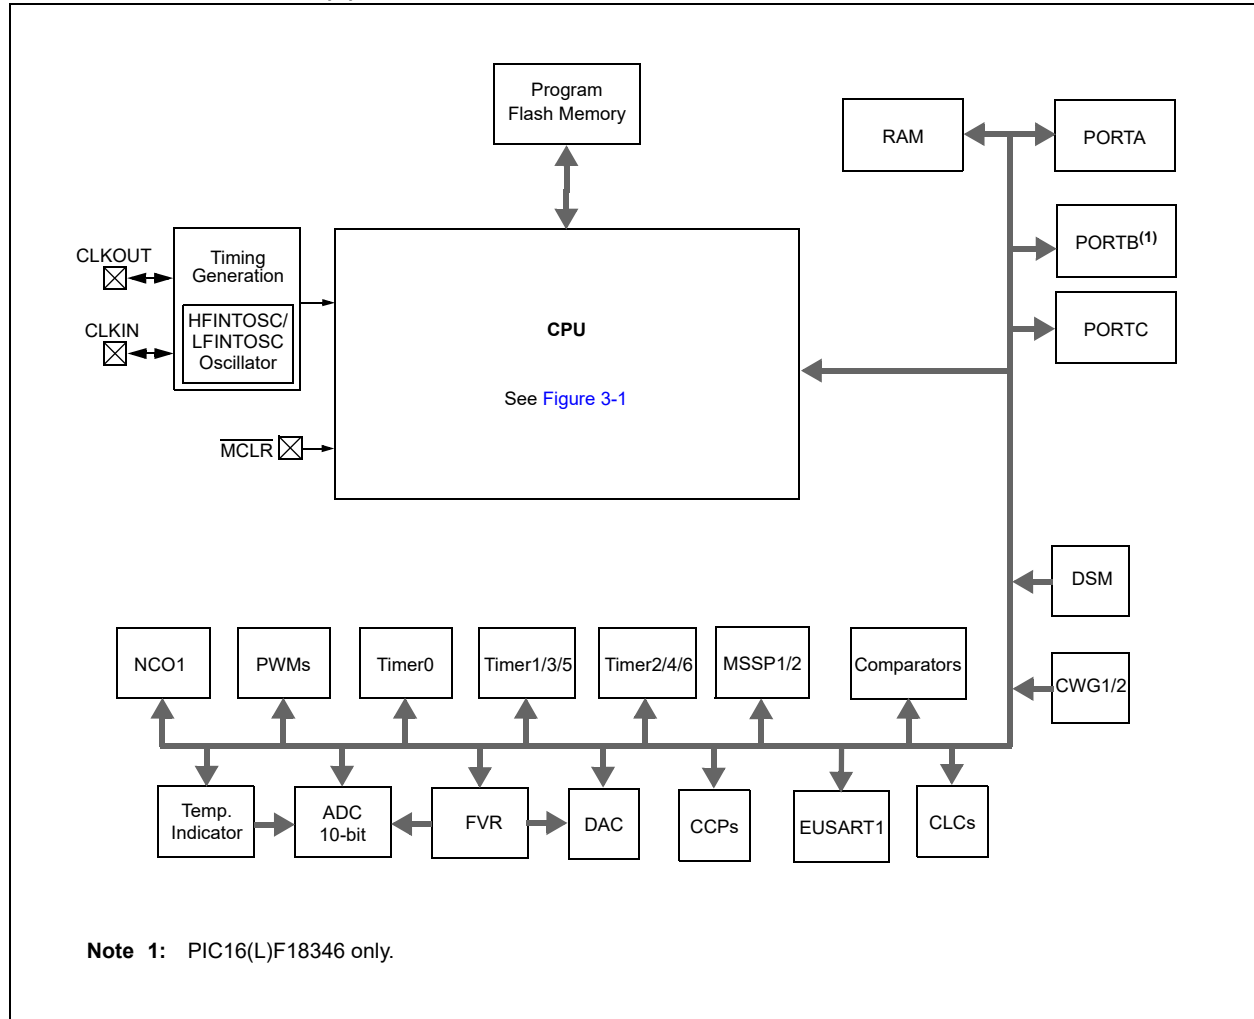 Program
Flash Memory
RAM
PORTA
CLKOUT
Timing
Generation
PORTB(1)
HFINTOSC/
LFINTOSC
Oscillator
CLKIN
CPU
PORTC
See Figure 3-1
MCLR
DSM
NCO1
PWMs
Timer0
Timer1/3/5
Timer2/4/6
MSSP1/2
Comparators
CWG1/2
Temp.
Indicator
ADC
10-bit
FVR
DAC
CCPs
EUSART1
CLCs
Note 1: PIC16(L)F18346 only.